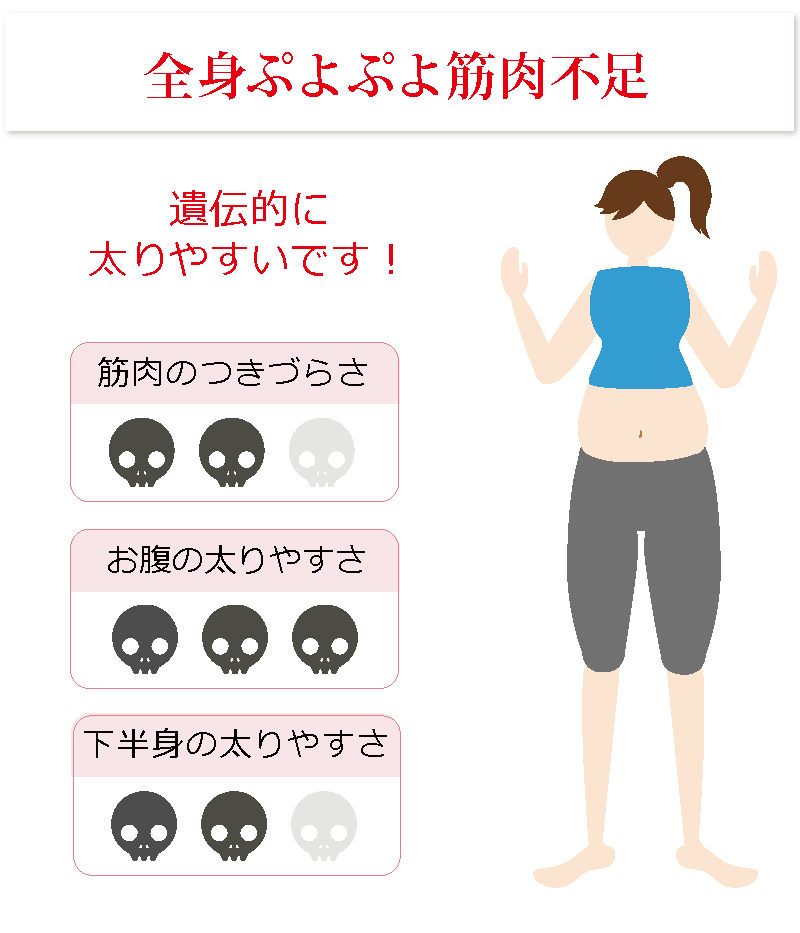 全身ぷよぷよ筋肉不足
遺伝的に
太りやすいです！
筋肉のつきづらさ
お腹の太りやすさ
下半身の太りやすさ